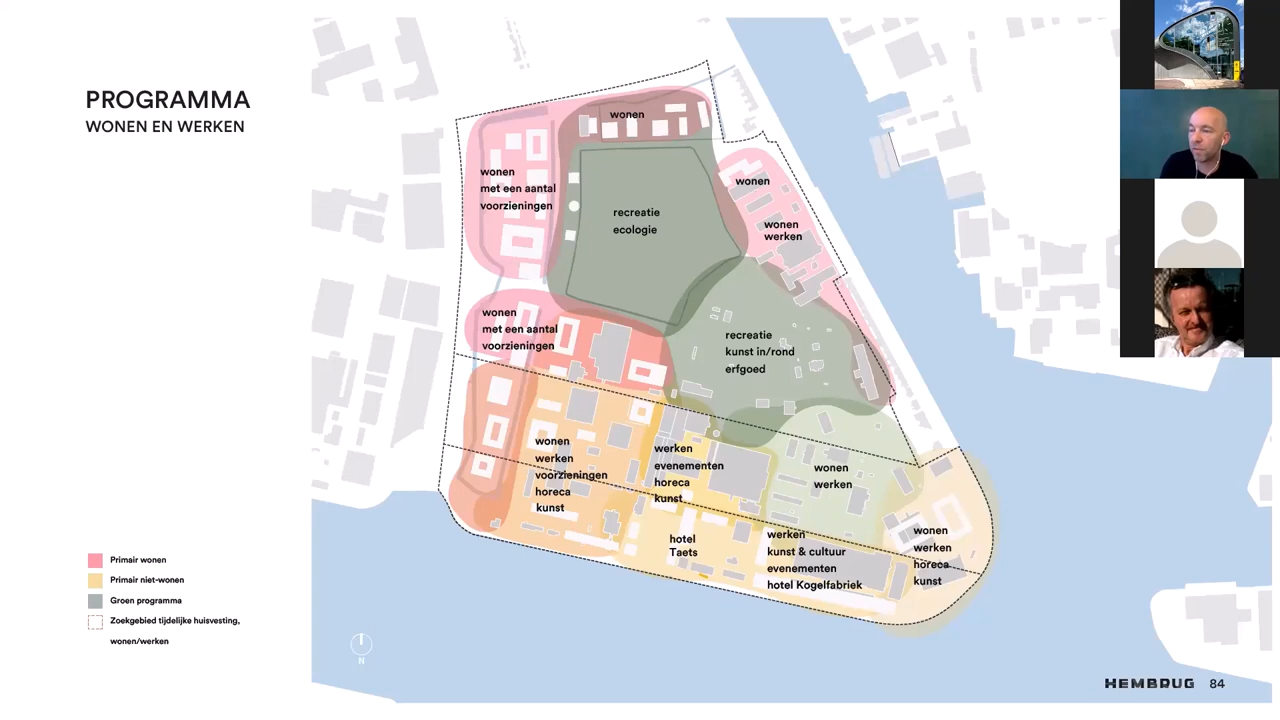 PROGRAMMA
WONEN EN WERKEN
wonen
wonen
met een aantal
voorzieningen
recreatie
ecologie
wonen
wonen
werken
wonen
met een aantal
voorzieningen
recreatie
kunst in/rond
erfgoed
wonen
werken
voorzieningen
horeca
kunst
werken
evenementen
horeca
kunst
wonen
werken
hotel
Taets
werken
kunst & cultuur
evenementen
hotel Kogelfabriek
wonen
werken
horeca
kunst
Primair wonen
Primair niet-wonen
Groen programma
Zoekgebied tijdelijke huisvesting,
wonen/werken
N
HEMBRUG 84